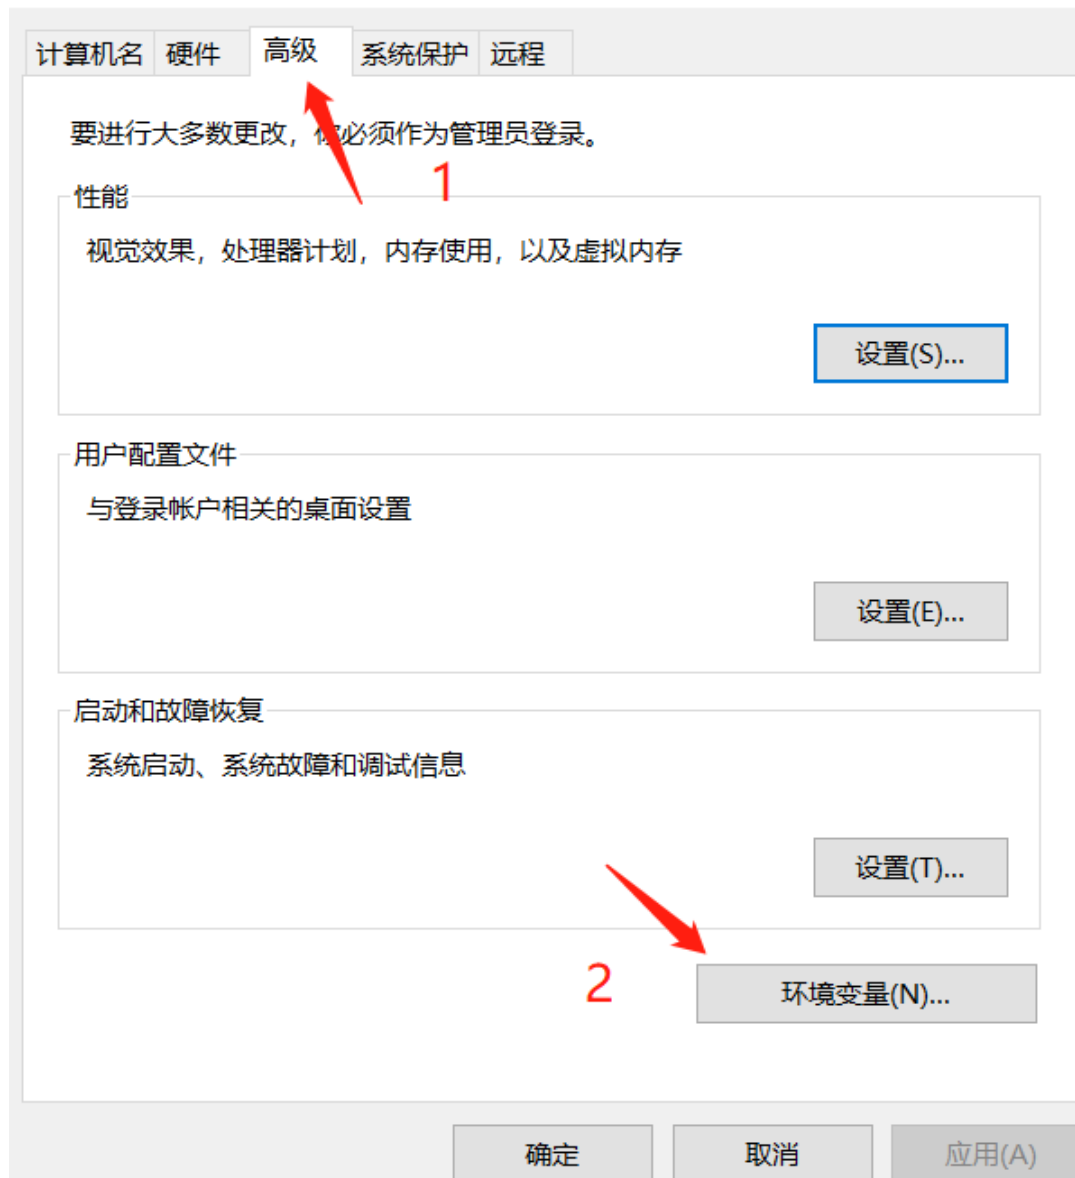 计算机名 硬件 高级 系统保护 远程
要进行大多数更改，你必须作为管理员登录。
1
性能
视觉效果，处理器计划，内存使用，以及虚拟内存
设置(S)...
用户配置文件
与登录帐户相关的桌面设置
设置(E)...
启动和故障恢复
系统启动、系统故障和调试信息
设置(T)...
2
环境变量(N)...
确定 取消 应用(A)